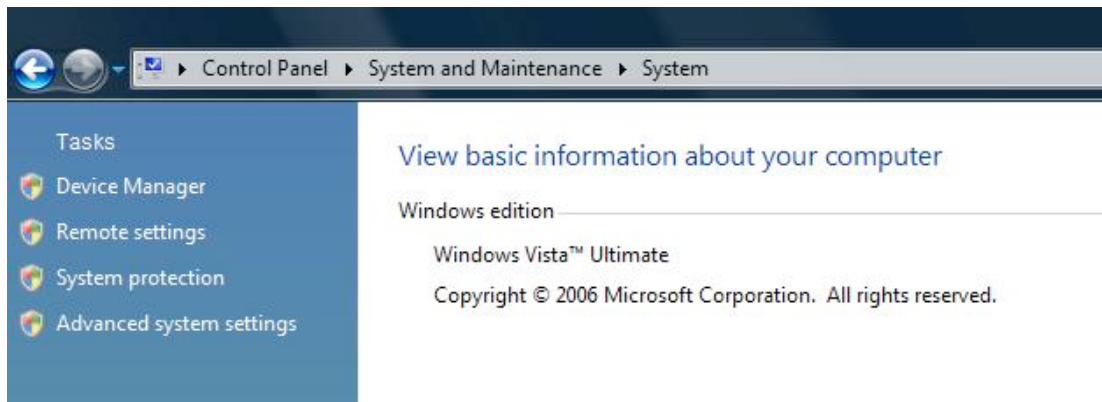 Control Panel ▸ System and Maintenance ▸ System
Tasks
Device Manager
Remote settings
System protection
Advanced system settings
View basic information about your computer
Windows edition
Windows Vista™ Ultimate
Copyright © 2006 Microsoft Corporation. All rights reserved.